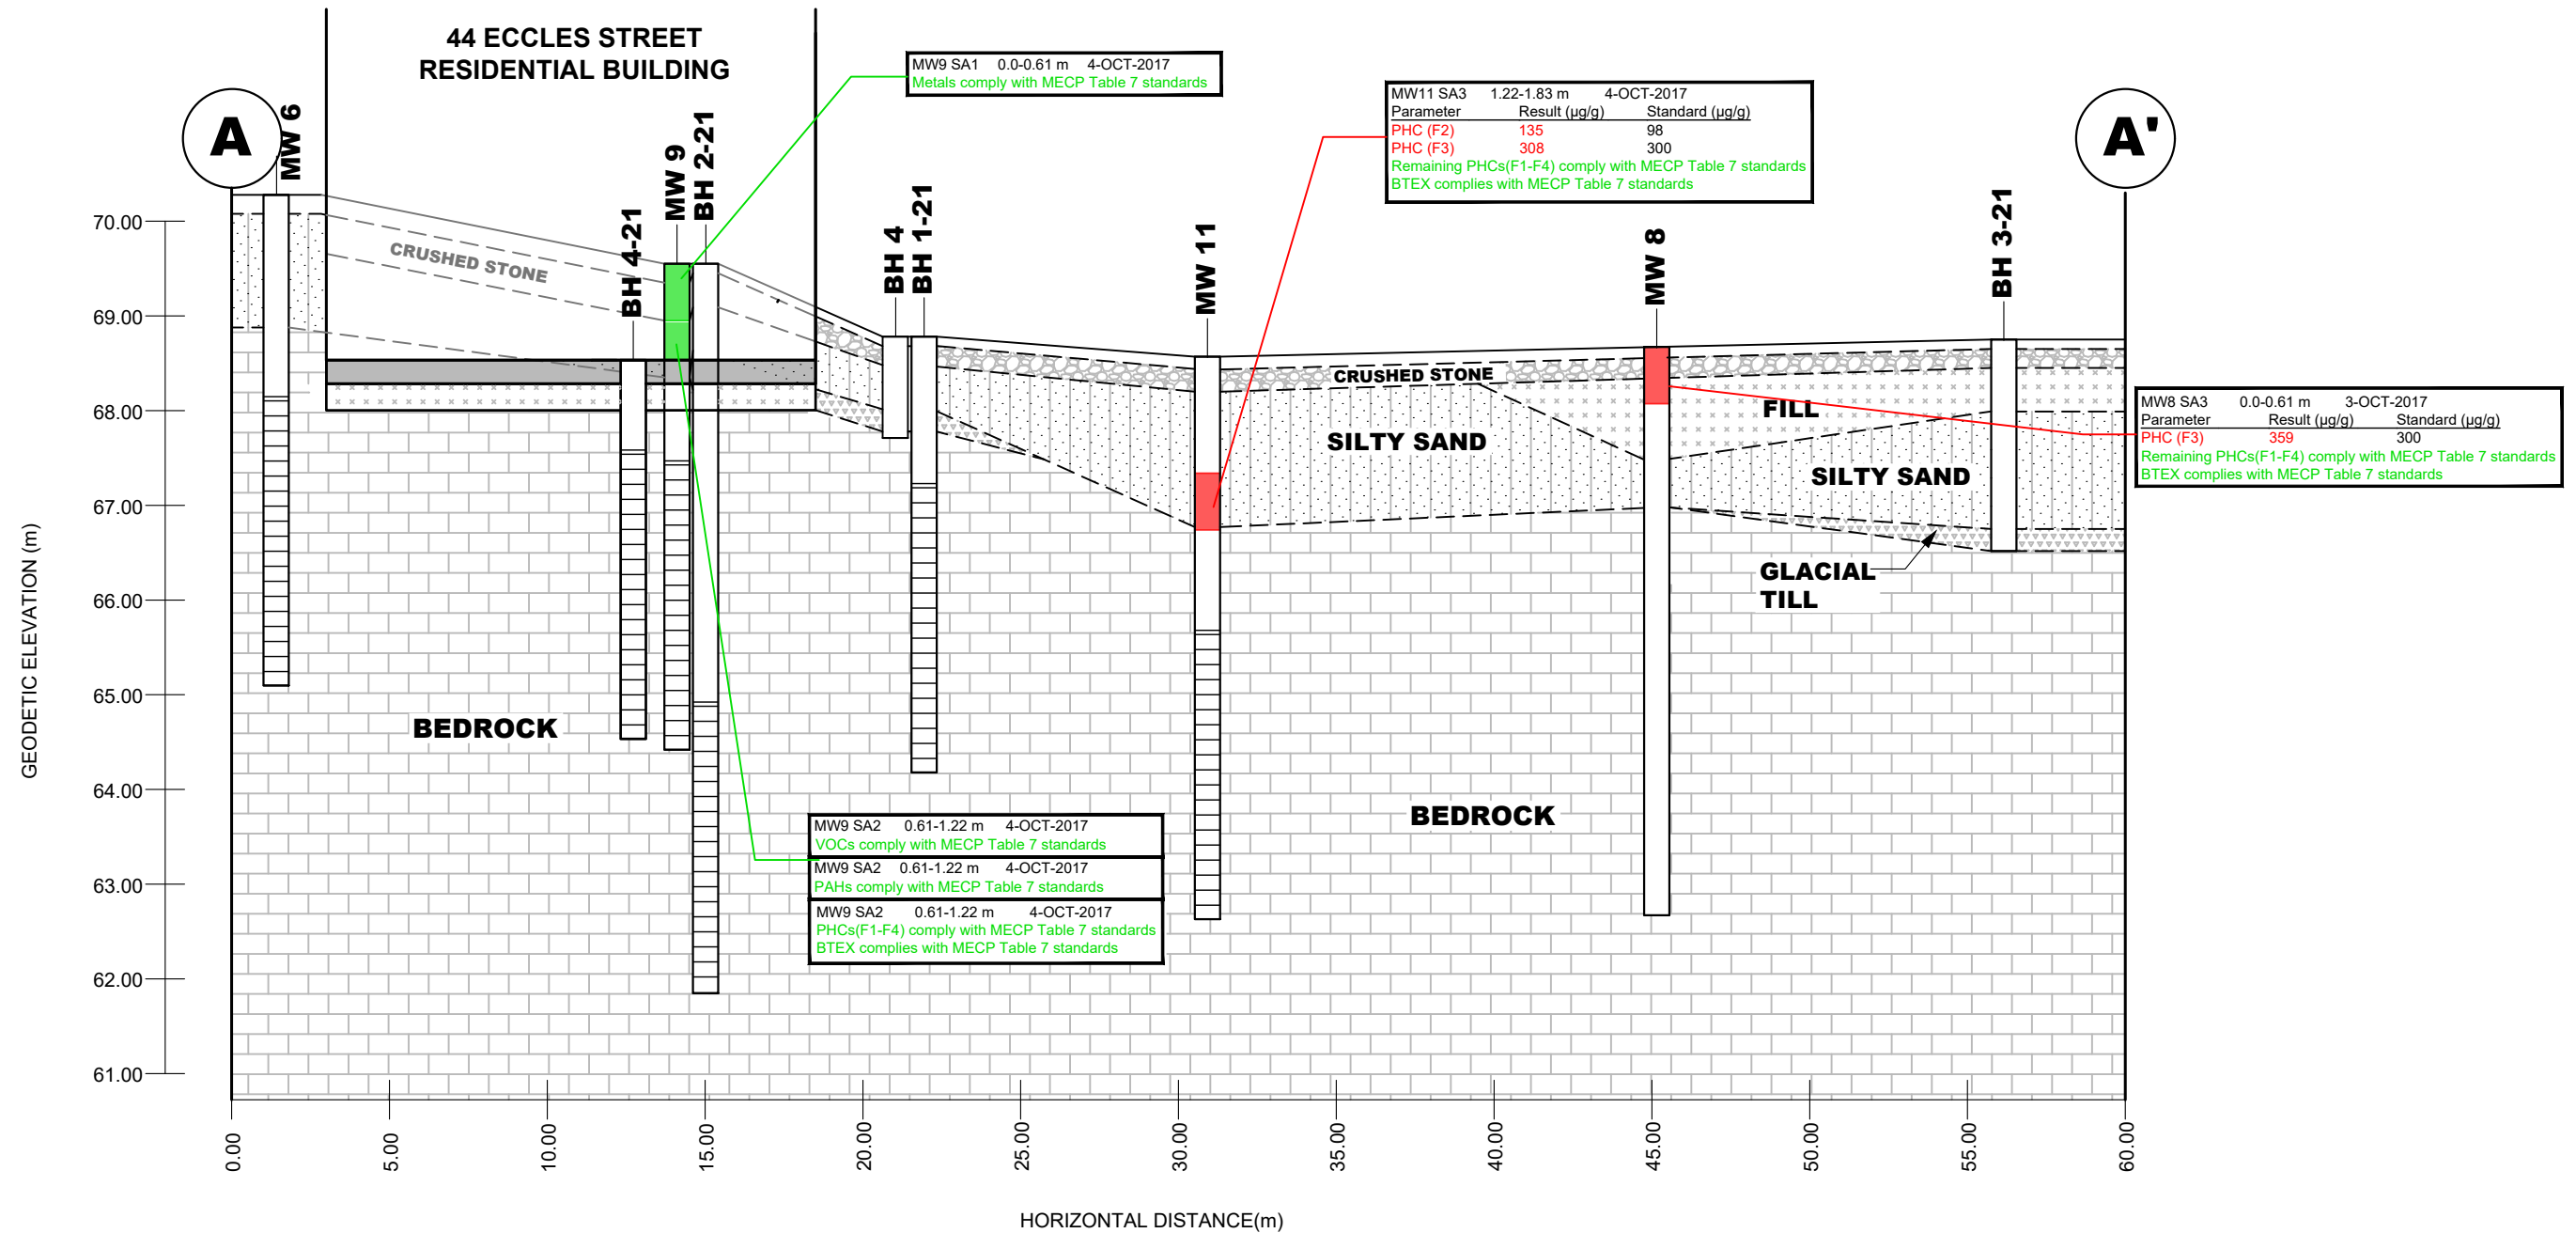 44 ECCLES STREET
RESIDENTIAL BUILDING
A
A'
MW 6
BH 4-21
MW 9
BH 2-21
BH 4
BH 1-21
MW 11
MW 8
BH 3-21
MW9 SA1 0.0-0.61 m 4-OCT-2017
Metals comply with MECP Table 7 standards
MW11 SA3 1.22-1.83 m 4-OCT-2017
Parameter Result (µg/g) Standard (µg/g)
PHC (F2) 135 98
PHC (F3) 308 300
Remaining PHCs(F1-F4) comply with MECP Table 7 standards
BTEX complies with MECP Table 7 standards
MW8 SA3 0.0-0.61 m 3-OCT-2017
Parameter Result (µg/g) Standard (µg/g)
PHC (F3) 359 300
Remaining PHCs(F1-F4) comply with MECP Table 7 standards
BTEX complies with MECP Table 7 standards
CRUSHED STONE
CRUSHED STONE
FILL
SILTY SAND
SILTY SAND
GLACIAL
TILL
BEDROCK
BEDROCK
MW9 SA2 0.61-1.22 m 4-OCT-2017
VOCs comply with MECP Table 7 standards
MW9 SA2 0.61-1.22 m 4-OCT-2017
PAHs comply with MECP Table 7 standards
MW9 SA2 0.61-1.22 m 4-OCT-2017
PHCs(F1-F4) comply with MECP Table 7 standards
BTEX complies with MECP Table 7 standards
GEODETIC ELEVATION (m)
70.00
69.00
68.00
67.00
66.00
65.00
64.00
63.00
62.00
61.00
0.00
5.00
10.00
15.00
20.00
25.00
30.00
35.00
40.00
45.00
50.00
55.00
60.00
HORIZONTAL DISTANCE(m)